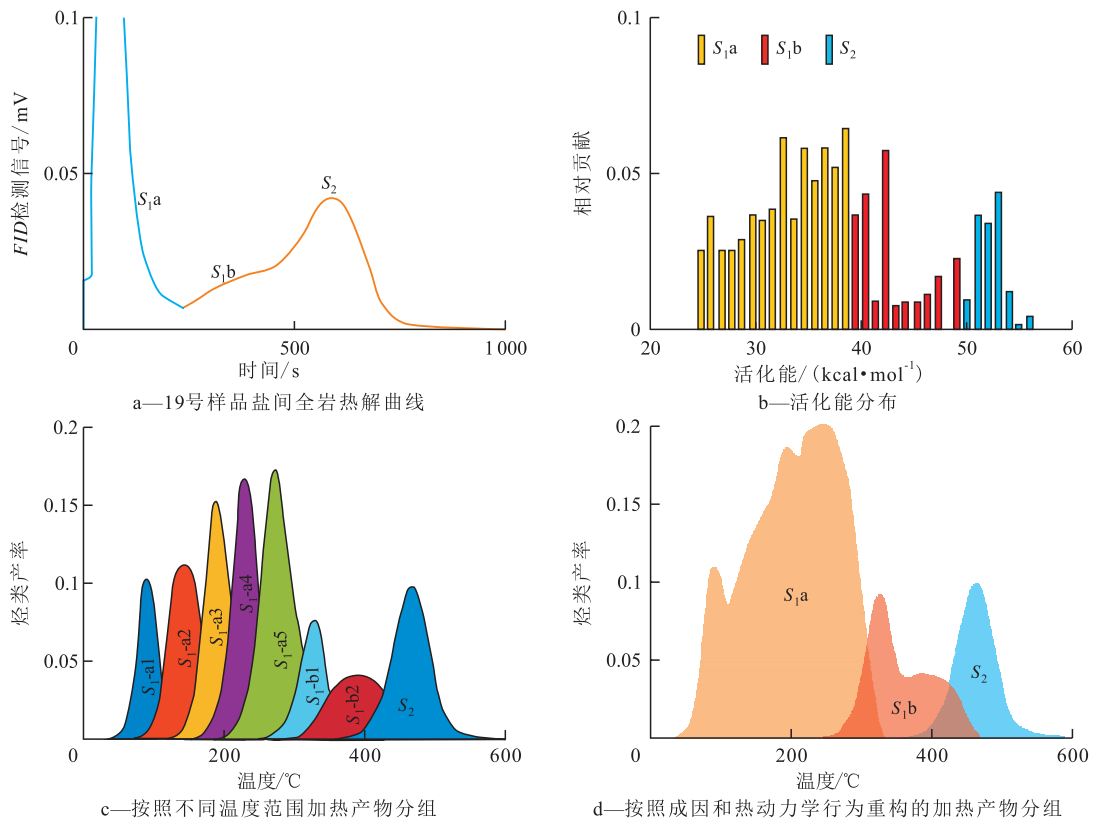 0.1
0.05
FID检测信号/mV
S₁a
S₁b
S₂
0
500
1 000
时间/s
a—19号样品盐间全岩热解曲线
0.1
0.05
0
相对贡献
S₁a
S₁b
S₂
20
30
40
50
60
活化能/(kcal•mol⁻¹)
b—活化能分布
0.2
0.15
0.1
0.05
烃类产率
S₁-a1
S₁-a2
S₁-a3
S₁-a4
S₁-a5
S₁-b1
S₁-b2
S₂
0
200
400
600
温度/℃
c—按照不同温度范围加热产物分组
0.2
0.15
0.1
0.05
烃类产率
S₁a
S₁b
S₂
0
200
400
600
温度/℃
d—按照成因和热动力学行为重构的加热产物分组